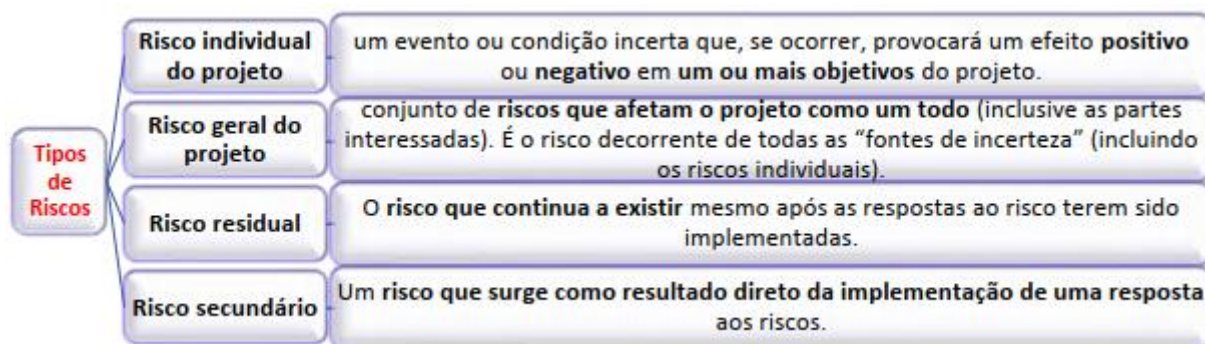 Tipos
de
Riscos
Risco individual
do projeto
um evento ou condição incerta que, se ocorrer, provocará um efeito positivo
ou negativo em um ou mais objetivos do projeto.
Risco geral do
projeto
conjunto de riscos que afetam o projeto como um todo (inclusive as partes
interessadas). É o risco decorrente de todas as “fontes de incerteza” (incluindo
os riscos individuais).
Risco residual
O risco que continua a existir mesmo após as respostas ao risco terem sido
implementadas.
Risco secundário
Um risco que surge como resultado direto da implementação de uma resposta
aos riscos.